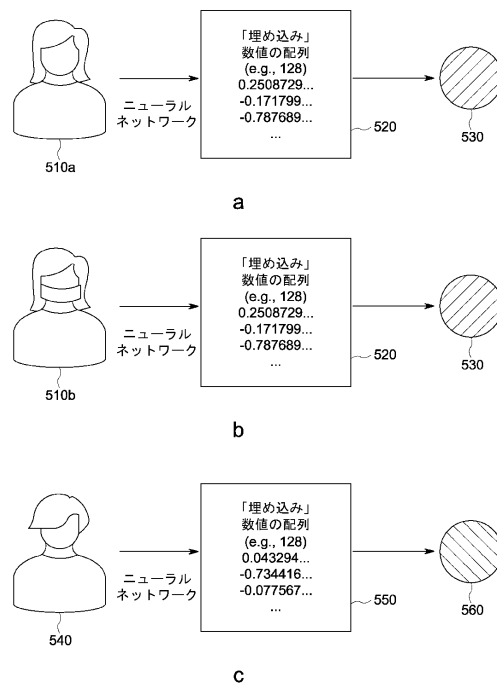 「埋め込み」
数値の配列
(e.g., 128)
0.2508729...
-0.171799...
-0.787689...
...
ニューラル
ネットワーク
510a
520
530
a
「埋め込み」
数値の配列
(e.g., 128)
0.2508729...
-0.171799...
-0.787689...
...
ニューラル
ネットワーク
510b
520
530
b
「埋め込み」
数値の配列
(e.g., 128)
0.043294...
-0.734416...
-0.077567...
...
ニューラル
ネットワーク
540
550
560
c